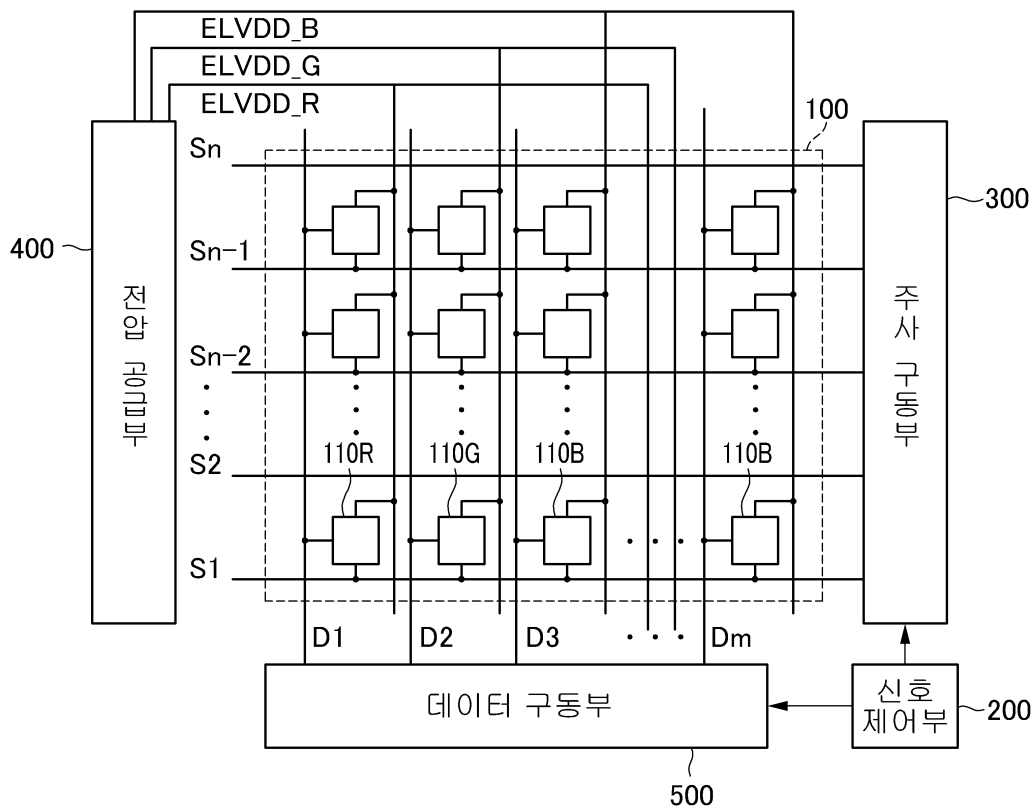 ELVDD_B
ELVDD_G
ELVDD_R
100
Sn
300
400
Sn-1
전압 공급부
주사 구동부
Sn-2
110R
110G
110B
110B
S2
S1
D1
D2
D3
Dm
데이터 구동부
신호
제어부
200
500